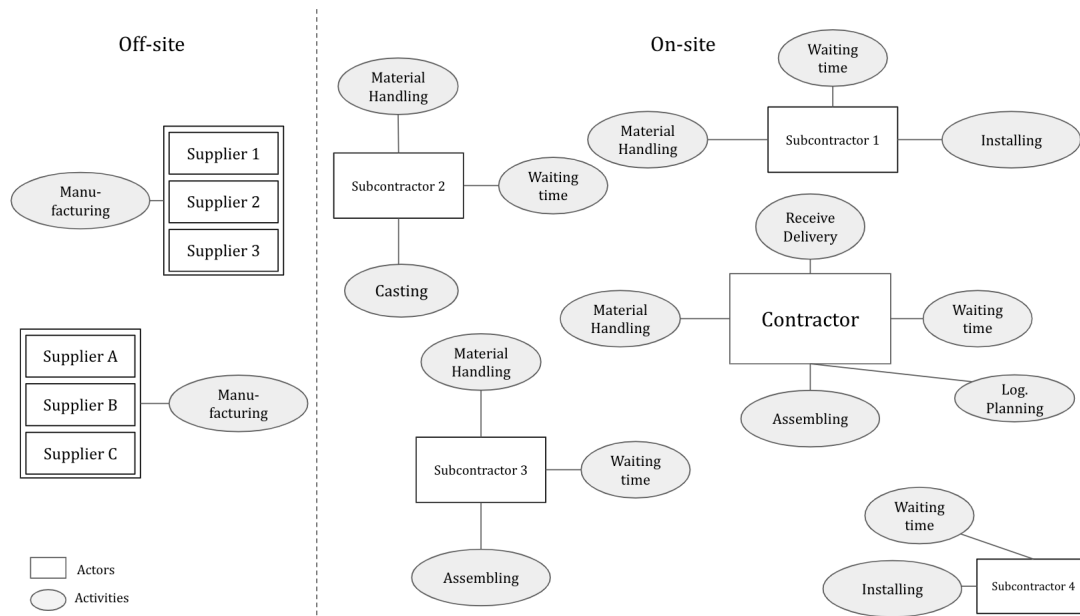 Off-site
On-site
Manu-
facturing
Supplier 1
Supplier 2
Supplier 3
Supplier A
Supplier B
Supplier C
Manu-
facturing
Actors
Activities
Material
Handling
Subcontractor 2
Waiting
time
Casting
Waiting
time
Material
Handling
Subcontractor 1
Installing
Receive
Delivery
Material
Handling
Contractor
Waiting
time
Assembling
Log.
Planning
Material
Handling
Subcontractor 3
Waiting
time
Assembling
Waiting
time
Installing
Subcontractor 4